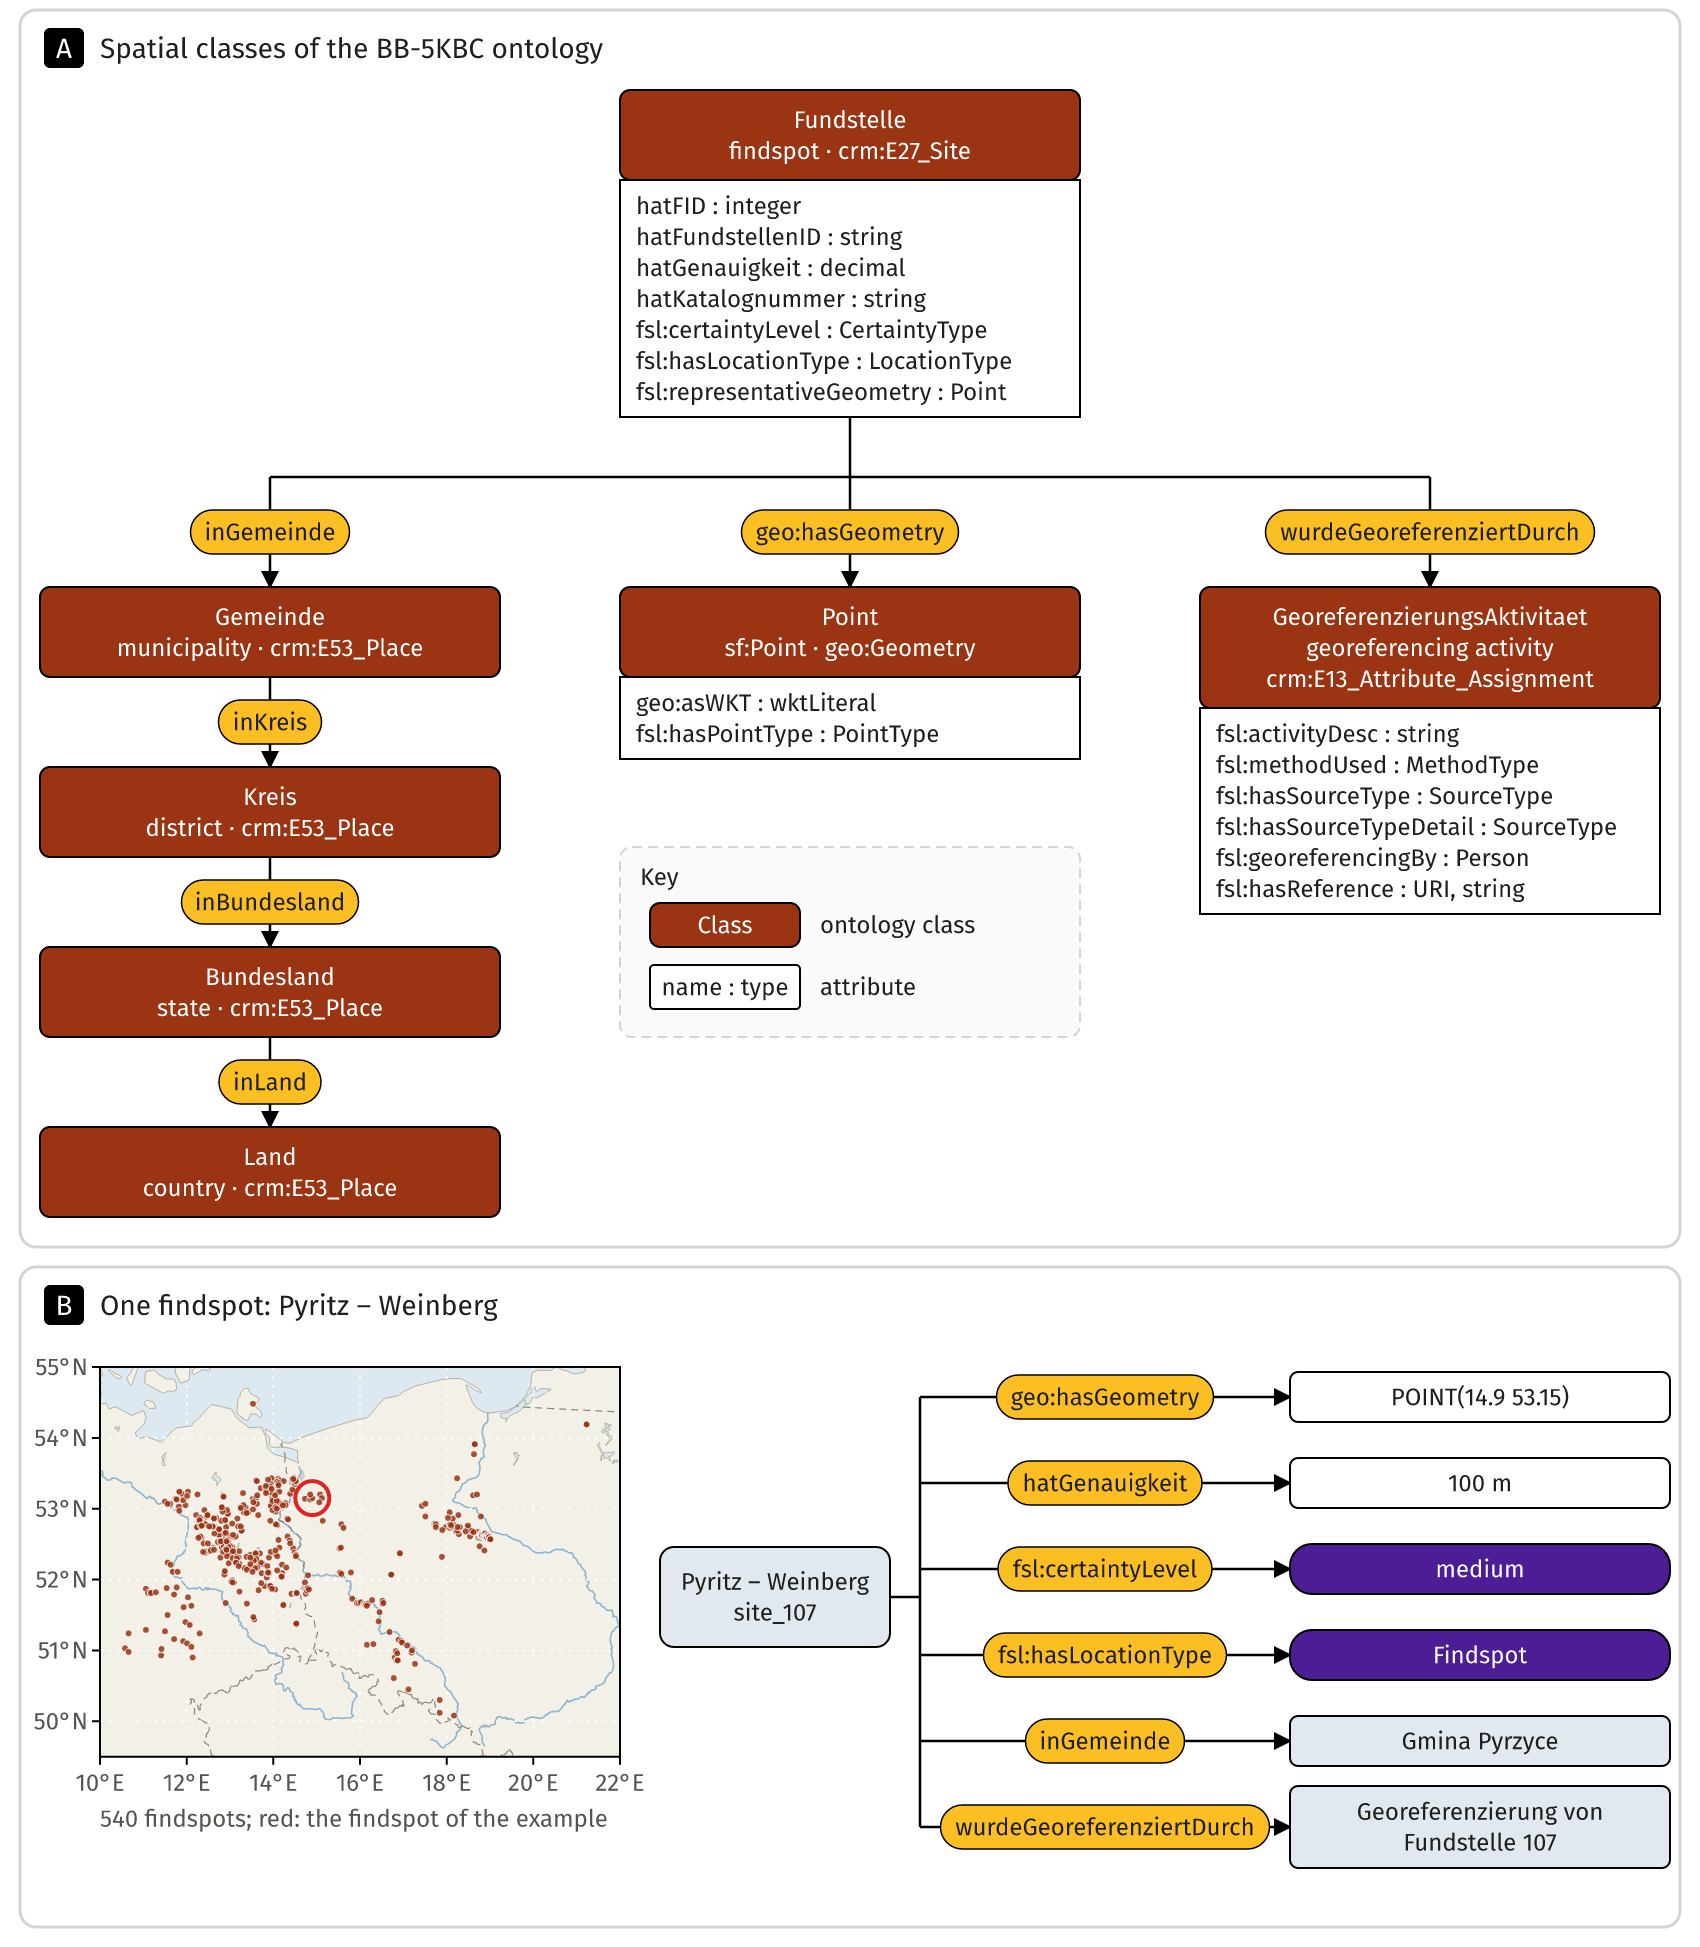 A Spatial classes of the BB-5KBC ontology
Fundstelle
findspot · crm:E27_Site
hatFID : integer
hatFundstellenID : string
hatGenauigkeit : decimal
hatKatalognummer : string
fsl:certaintyLevel : CertaintyType
fsl:hasLocationType : LocationType
fsl:representativeGeometry : Point
inGemeinde
geo:hasGeometry
wurdeGeoreferenziertDurch
Gemeinde
municipality · crm:E53_Place
inKreis
Kreis
district · crm:E53_Place
inBundesland
Bundesland
state · crm:E53_Place
inLand
Land
country · crm:E53_Place
Point
sf:Point · geo:Geometry
geo:asWKT : wktLiteral
fsl:hasPointType : PointType
GeoreferenzierungsAktivitaet
georeferencing activity
crm:E13_Attribute_Assignment
fsl:activityDesc : string
fsl:methodUsed : MethodType
fsl:hasSourceType : SourceType
fsl:hasSourceTypeDetail : SourceType
fsl:georeferencingBy : Person
fsl:hasReference : URI, string
Key
Class ontology class
name : type attribute
B One findspot: Pyritz – Weinberg
55°N
54°N
53°N
52°N
51°N
50°N
10°E 12°E 14°E 16°E 18°E 20°E 22°E
540 findspots; red: the findspot of the example
Pyritz – Weinberg
site_107
geo:hasGeometry POINT(14.9 53.15)
hatGenauigkeit 100 m
fsl:certaintyLevel medium
fsl:hasLocationType Findspot
inGemeinde Gmina Pyrzyce
wurdeGeoreferenziertDurch
Georeferenzierung von
Fundstelle 107